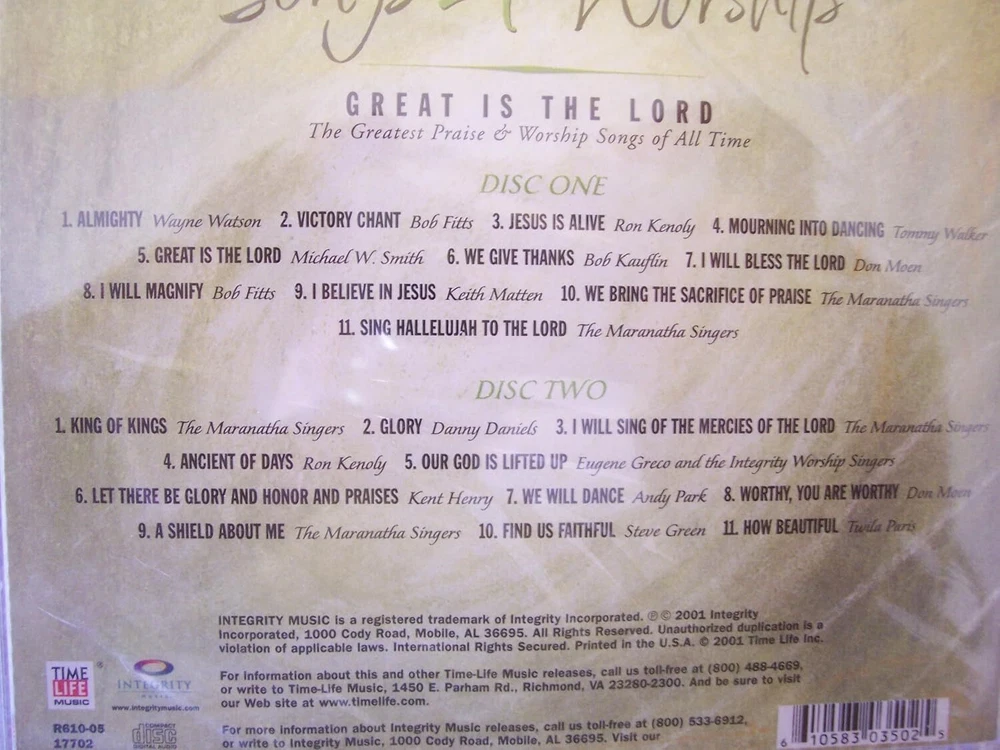 Songs 4 Worship
GREAT IS THE LORD
The Greatest Praise & Worship Songs of All Time
DISC ONE
1. ALMIGHTY Wayne Watson 2. VICTORY CHANT Bob Fitts 3. JESUS IS ALIVE Ron Kenoly 4. MOURNING INTO DANCING Tommy Walker
5. GREAT IS THE LORD Michael W. Smith 6. WE GIVE THANKS Bob Kauflin 7. I WILL BLESS THE LORD Don Moen
8. I WILL MAGNIFY Bob Fitts 9. I BELIEVE IN JESUS Keith Matten 10. WE BRING THE SACRIFICE OF PRAISE The Maranatha Singers
11. SING HALLELUJAH TO THE LORD The Maranatha Singers
DISC TWO
1. KING OF KINGS The Maranatha Singers 2. GLORY Danny Daniels 3. I WILL SING OF THE MERCIES OF THE LORD The Maranatha Singers
4. ANCIENT OF DAYS Ron Kenoly 5. OUR GOD IS LIFTED UP Eugene Greco and the Integrity Worship Singers
6. LET THERE BE GLORY AND HONOR AND PRAISES Kent Henry 7. WE WILL DANCE Andy Park 8. WORTHY, YOU ARE WORTHY Don Moen
9. A SHIELD ABOUT ME The Maranatha Singers 10. FIND US FAITHFUL Steve Green 11. HOW BEAUTIFUL Twila Paris
INTEGRITY MUSIC is a registered trademark of Integrity Incorporated. ℗© 2001 Integrity
Incorporated, 1000 Cody Road, Mobile, AL 36695. All Rights Reserved. Unauthorized duplication is a
violation of applicable laws. International Rights Secured. Printed in the U.S.A. © 2001 Time Life Inc.
For information about this and other Time-Life Music releases, call us toll-free at (800) 488-4669,
or write to Time-Life Music, 1450 E. Parham Rd., Richmond, VA 23280-2300. And be sure to visit
our Web site at www.timelife.com.
For more information about Integrity Music releases, call us toll-free at (800) 533-6912,
or write to Integrity Music, 1000 Cody Road, Mobile, AL 36695. Visit our
TIME
LIFE
MUSIC
®
INTEGRITY
MUSIC
www.integritymusic.com
R610-05
17702
COMPACT
disc
DIGITAL AUDIO
6 10583 03502 5